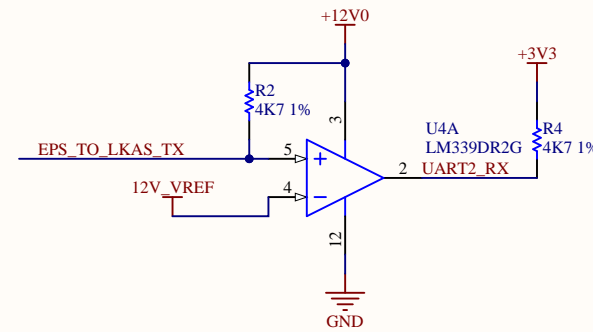 +12V0
+3V3
R2
4K7 1%
3
U4A
LM339DR2G
R4
4K7 1%
EPS_TO_LKAS_TX
5
+
2
UART2_RX
12V_VREF
4
−
12
GND